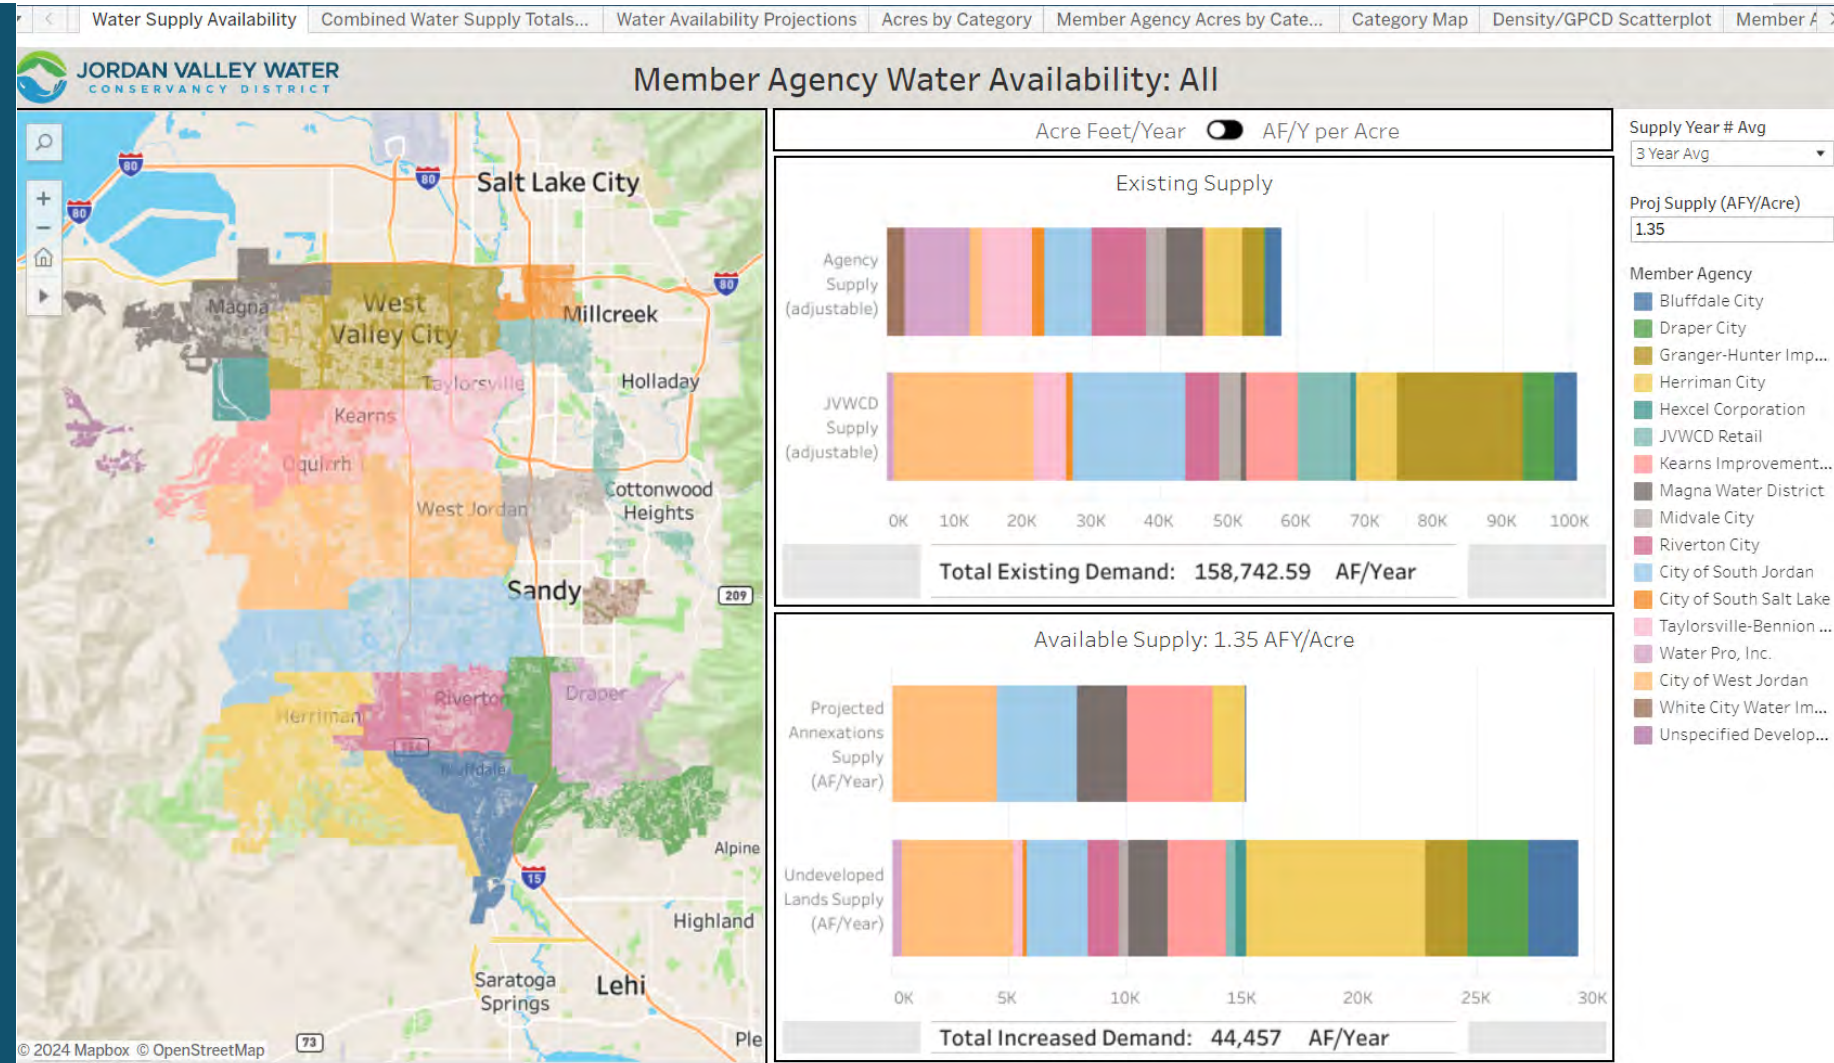 Water Supply Availability
Combined Water Supply Totals...
Water Availability Projections
Acres by Category
Member Agency Acres by Cate...
Category Map
Density/GPCD Scatterplot
Member A
JORDAN VALLEY WATER
CONSERVANCY DISTRICT
Member Agency Water Availability: All
80
80
80
80
Salt Lake City
Magna
West
Valley City
Millcreek
Taylorsville
Holladay
Kearns
Oquirrh
West Jordan
Cottonwood
Heights
Sandy
209
Riverton
Draper
Herriman
Bluffdale
Alpine
15
Highland
Saratoga
Springs
Lehi
73
Ple
© 2024 Mapbox © OpenStreetMap
Acre Feet/Year
AF/Y per Acre
Existing Supply
Agency
Supply
(adjustable)
JVWCD
Supply
(adjustable)
0K 10K 20K 30K 40K 50K 60K 70K 80K 90K 100K
Total Existing Demand: 158,742.59 AF/Year
Available Supply: 1.35 AFY/Acre
Projected
Annexations
Supply
(AF/Year)
Undeveloped
Lands Supply
(AF/Year)
0K 5K 10K 15K 20K 25K 30K
Total Increased Demand: 44,457 AF/Year
Supply Year # Avg
3 Year Avg
Proj Supply (AFY/Acre)
1.35
Member Agency
Bluffdale City
Draper City
Granger-Hunter Imp...
Herriman City
Hexcel Corporation
JVWCD Retail
Kearns Improvement...
Magna Water District
Midvale City
Riverton City
City of South Jordan
City of South Salt Lake
Taylorsville-Bennion ...
Water Pro, Inc.
City of West Jordan
White City Water Im...
Unspecified Develop...